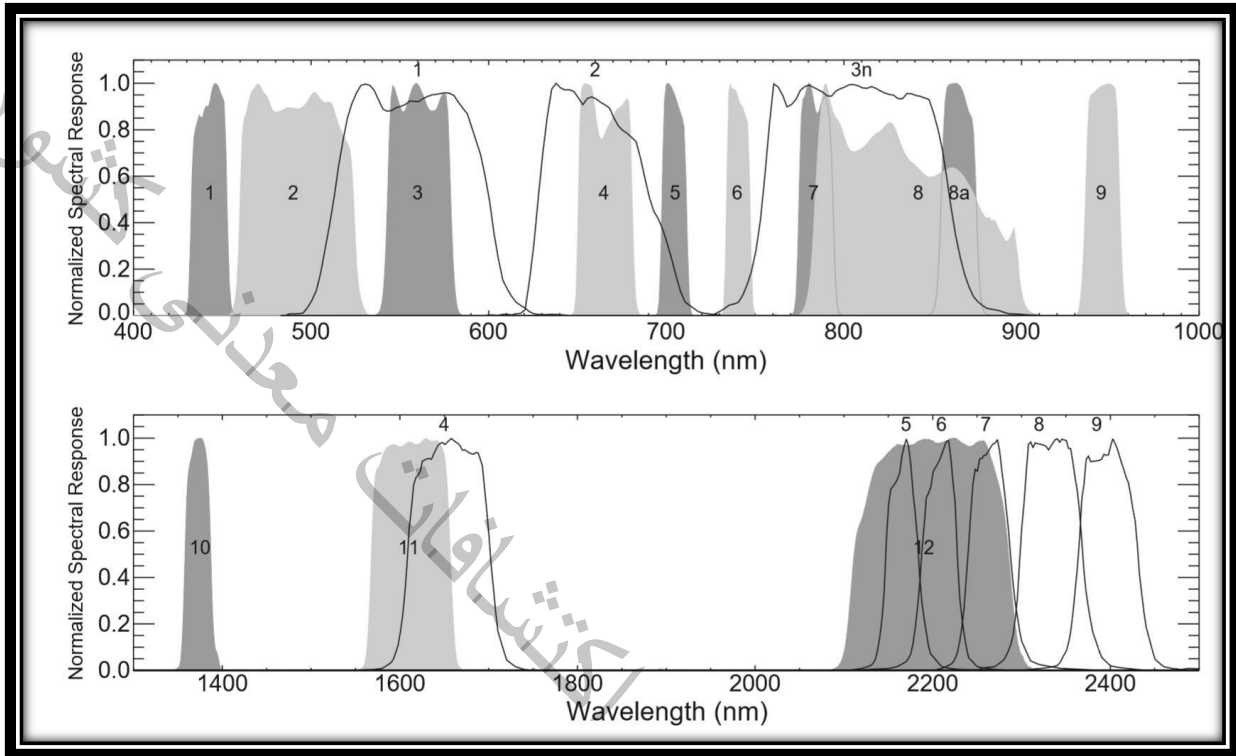 1 2 3n
Normalized Spectral Response
1.0
0.8
0.6
0.4
0.2
0.0
1 2 3 4 5 6 7 8 8a 9
400 500 600 700 800 900 1000
Wavelength (nm)
4 5 6 7 8 9
Normalized Spectral Response
1.0
0.8
0.6
0.4
0.2
0.0
10 11 12
1400 1600 1800 2000 2200 2400
Wavelength (nm)
اکتشافات معدنی